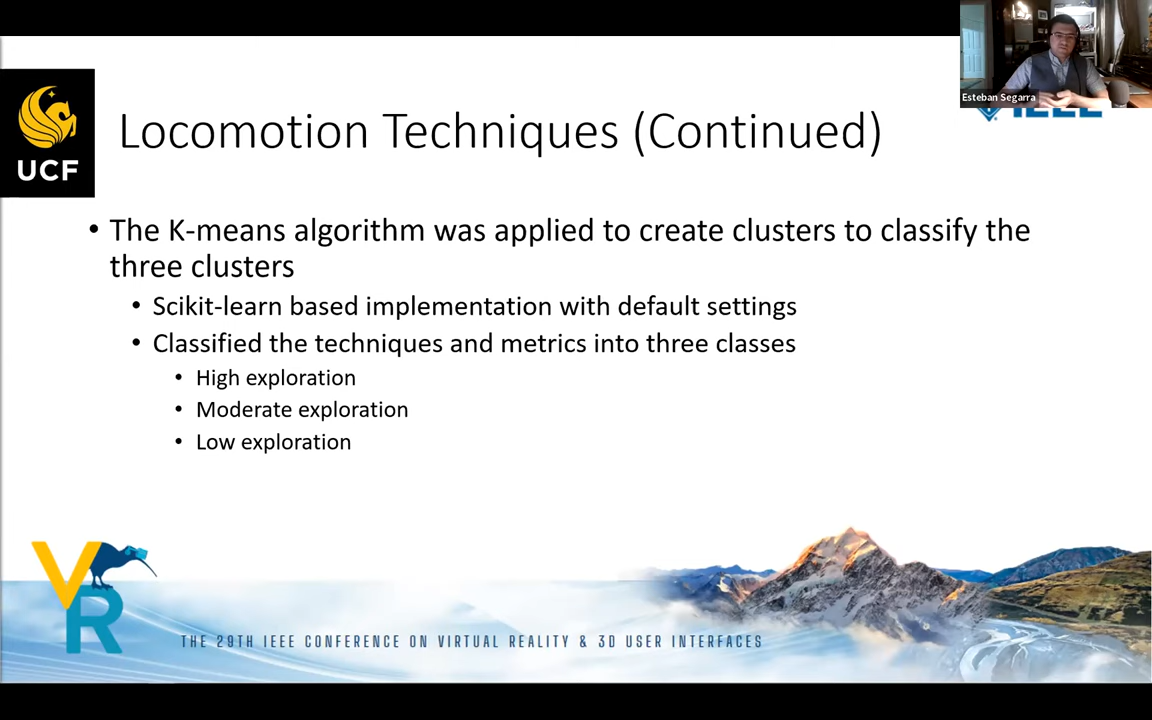 Esteban Segarra
IEEE
UCF
Locomotion Techniques (Continued)
• The K-means algorithm was applied to create clusters to classify the
three clusters
• Scikit-learn based implementation with default settings
• Classified the techniques and metrics into three classes
• High exploration
• Moderate exploration
• Low exploration
VR
THE 29TH IEEE CONFERENCE ON VIRTUAL REALITY & 3D USER INTERFACES